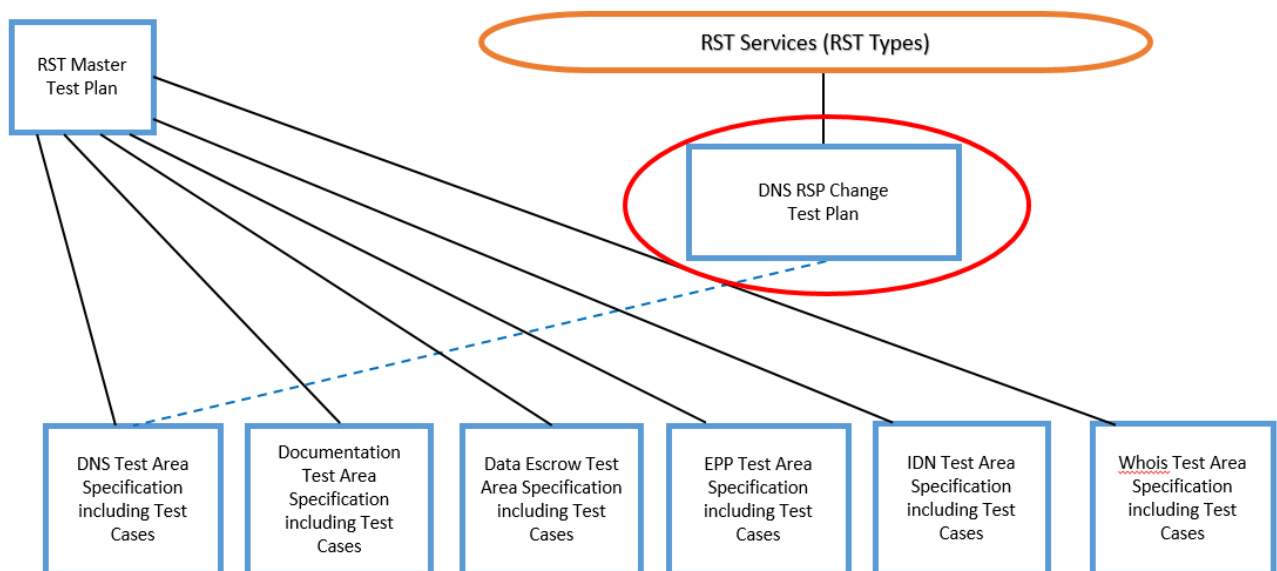 RST Services (RST Types)
RST Master
Test Plan
DNS RSP Change
Test Plan
DNS Test Area
Specification
including Test
Cases
Documentation
Test Area
Specification
including Test
Cases
Data Escrow Test
Area Specification
including Test
Cases
EPP Test Area
Specification
including Test
Cases
IDN Test Area
Specification
including Test
Cases
Whois Test Area
Specification
including Test
Cases